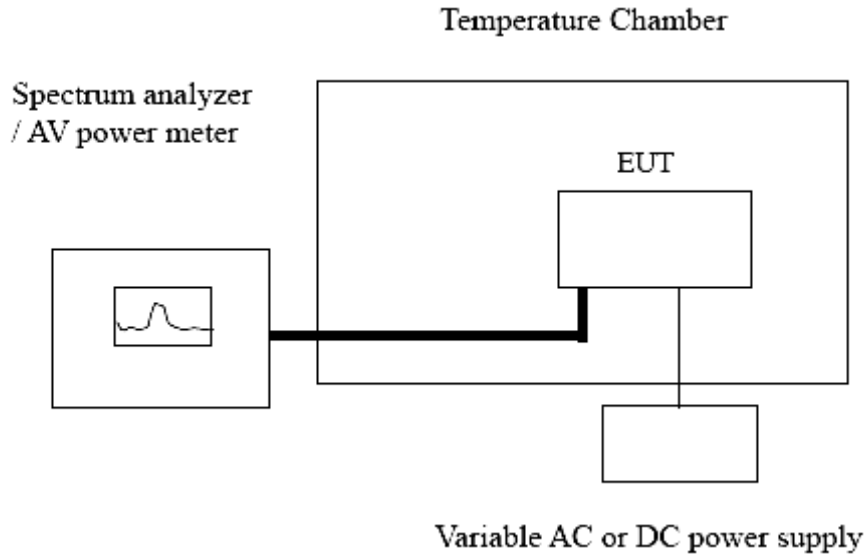 Temperature Chamber
Spectrum analyzer
/ AV power meter
EUT
Variable AC or DC power supply